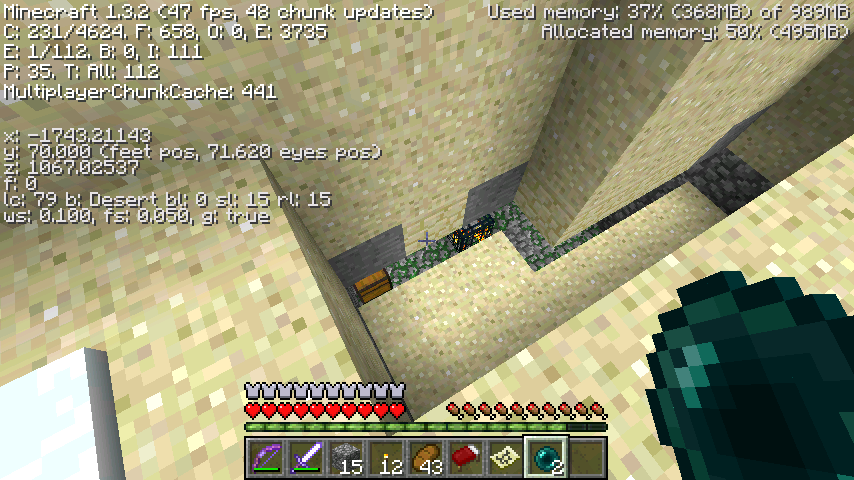 Minecraft 1.3.2 (47 fps, 48 chunk updates)
C: 231/4624, F: 658, O: 0, E: 3735
E: 1/112, B: 0, I: 111
P: 35, T: All: 112
MultiplayerChunkCache: 441
Used memory: 37% (368MB) of 989MB
Allocated memory: 50% (495MB)
x: -1743.21143
y: 70.000 (feet pos, 71.620 eyes pos)
z: 1067.02537
f: 0
lc: 79 b: Desert bl: 0 sl: 15 rl: 15
ws: 0.100, fs: 0.050, g: true
15 12 43 2